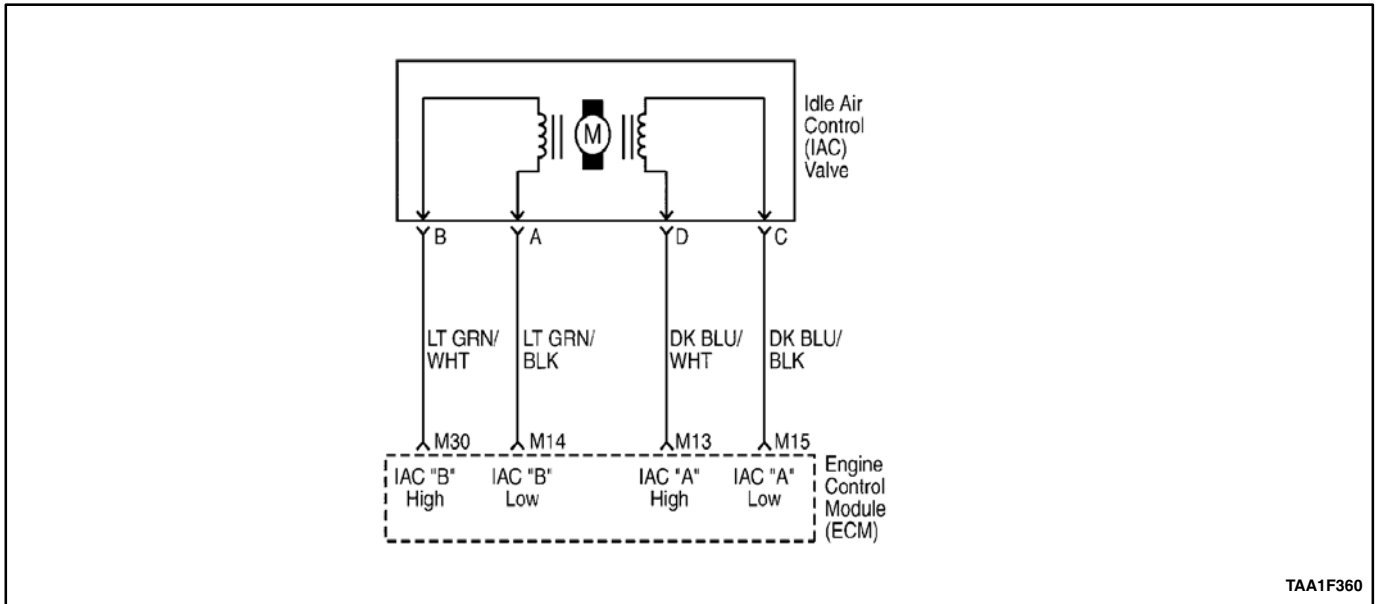 Idle Air
Control
(IAC)
Valve
M
B
A
D
C
LT GRN/
WHT
LT GRN/
BLK
DK BLU/
WHT
DK BLU/
BLK
M30
M14
M13
M15
IAC "B"
High
IAC "B"
Low
IAC "A"
High
IAC "A"
Low
Engine
Control
Module
(ECM)
TAA1F360